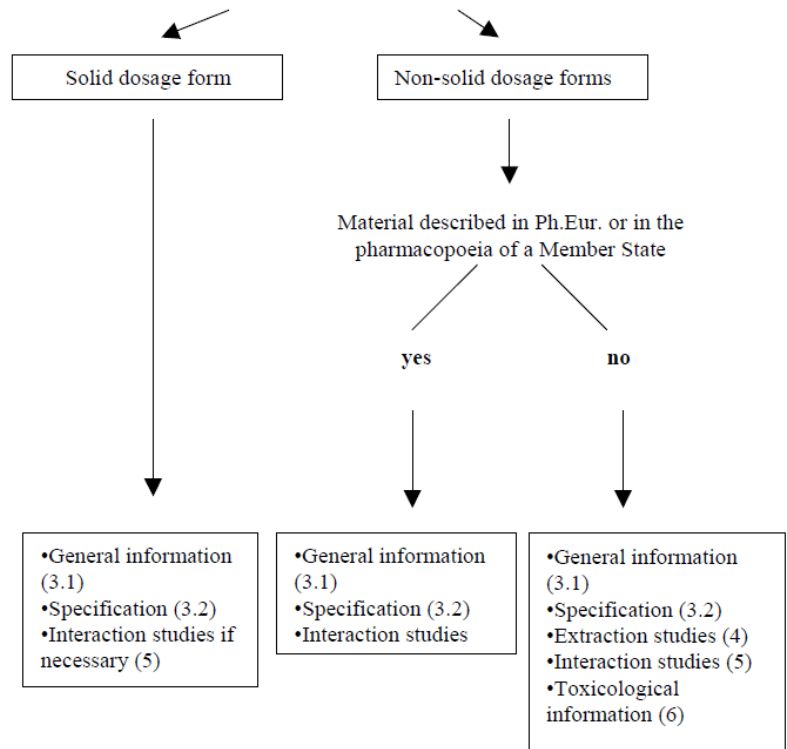 Solid dosage form
Non-solid dosage forms
Material described in Ph.Eur. or in the
pharmacopoeia of a Member State
yes
no
•General information
(3.1)
•Specification (3.2)
•Interaction studies if
necessary (5)
•General information
(3.1)
•Specification (3.2)
•Interaction studies
•General information
(3.1)
•Specification (3.2)
•Extraction studies (4)
•Interaction studies (5)
•Toxicological
information (6)